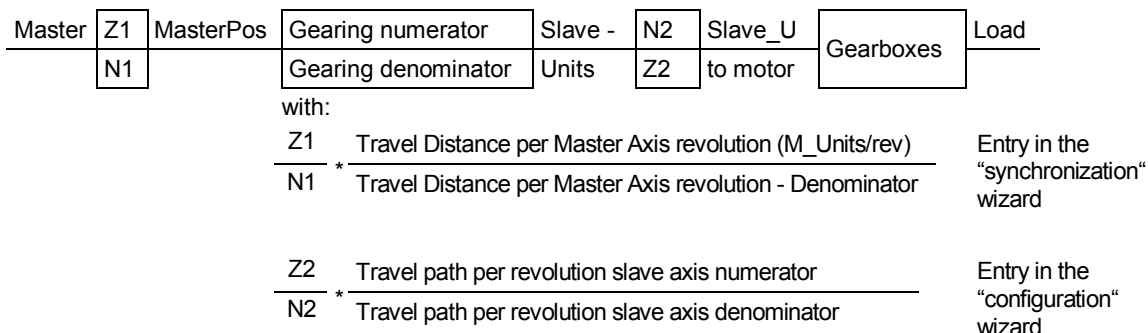 Master Z1 MasterPos Gearing numerator Slave - N2 Slave_U Gearboxes Load
N1 Gearing denominator Units Z2 to motor
with:
Z1 * Travel Distance per Master Axis revolution (M_Units/rev) Entry in the
N1 Travel Distance per Master Axis revolution - Denominator “synchronization“
wizard
Z2 * Travel path per revolution slave axis numerator Entry in the
N2 Travel path per revolution slave axis denominator “configuration“
wizard